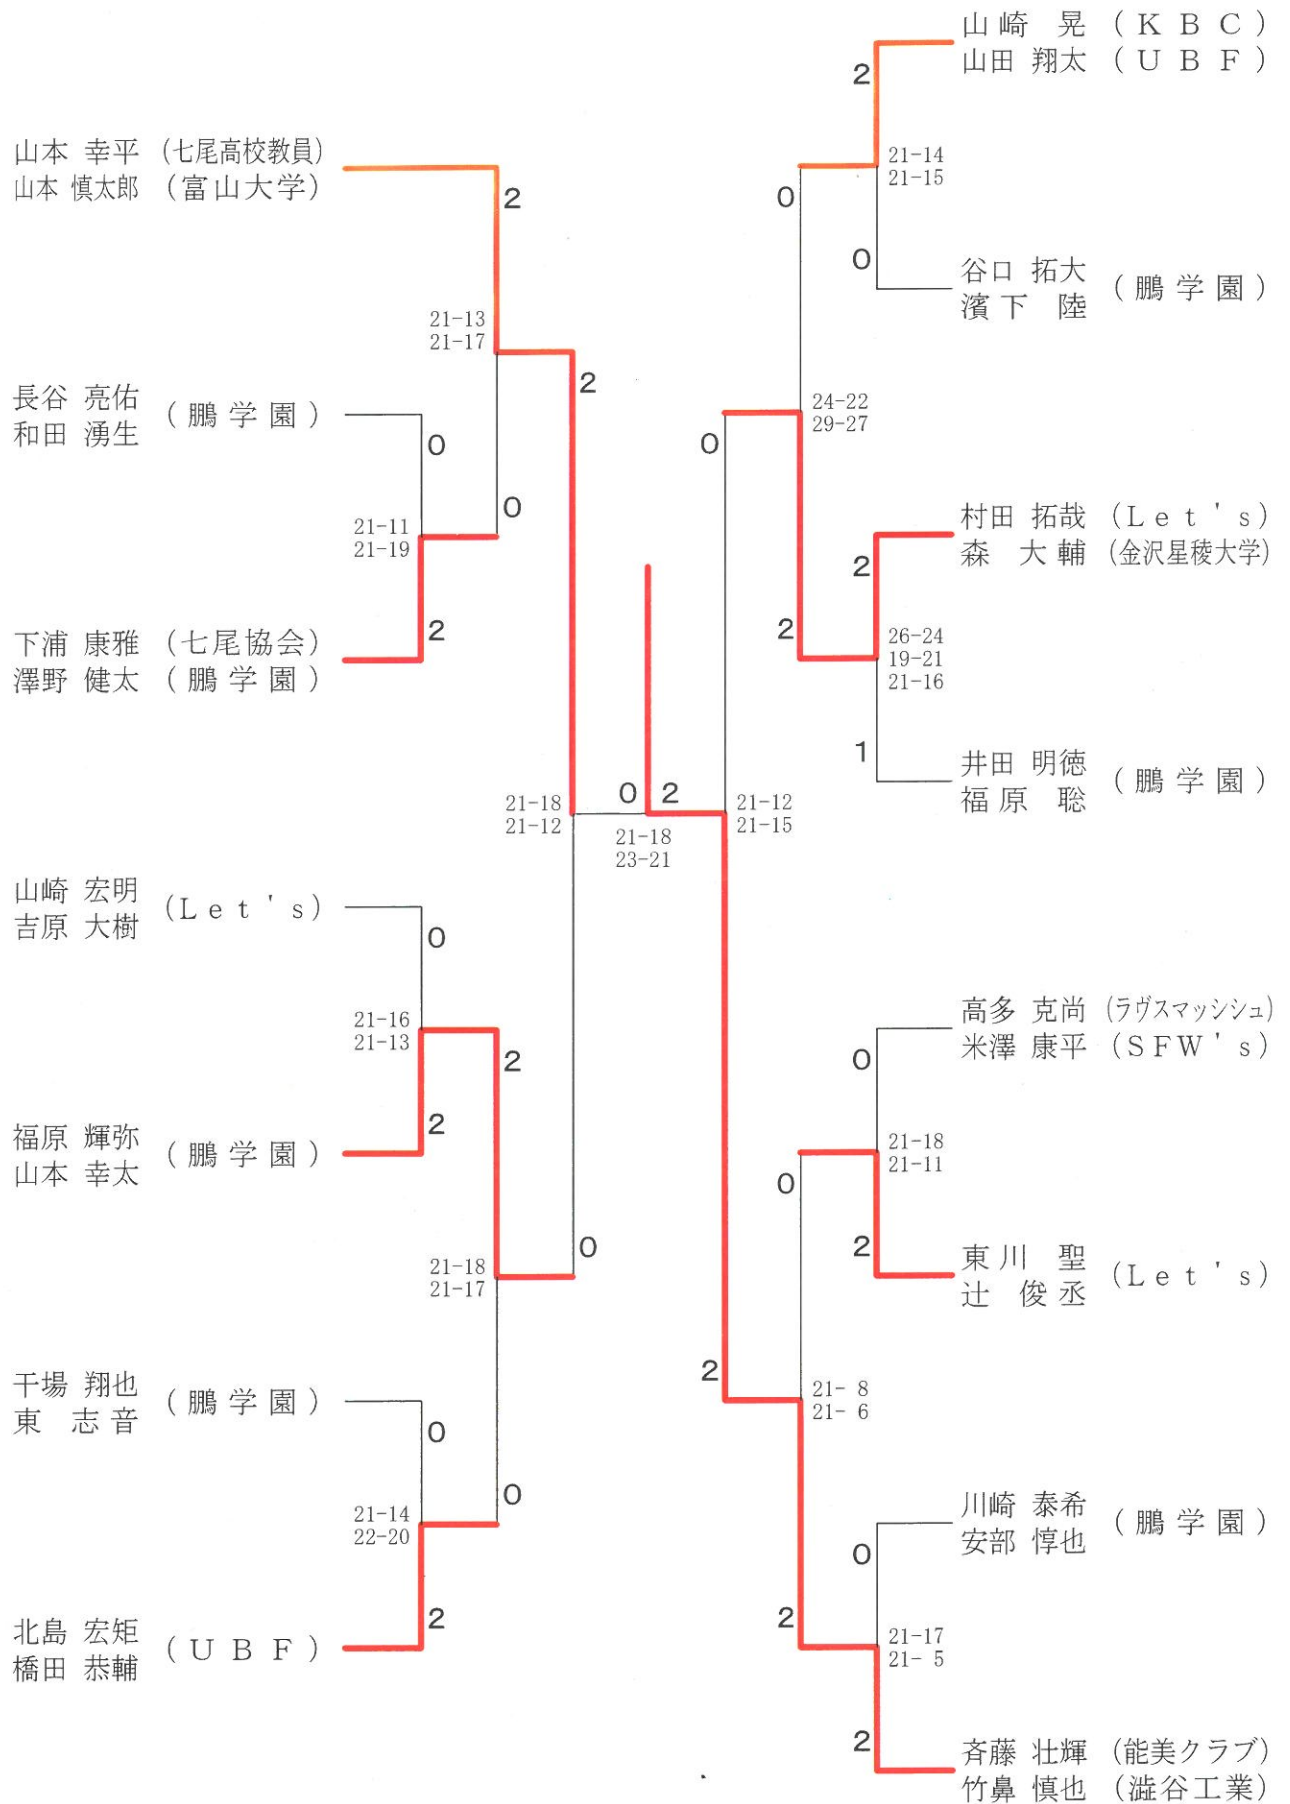 山本 幸平 (七尾高校教員)
山本 慎太郎 (富山大学)
2
21-13
21-17
2
長谷 亮佑
和田 湧生
(鵬学園)
0
0
21-11
21-19
下浦 康雅 (七尾協会)
澤野 健太 (鵬学園)
2
21-18
21-12
山崎 宏明
吉原 大樹
(Let's)
0
21-16
21-13
2
福原 輝弥
山本 幸太
(鵬学園)
2
0
21-18
21-17
干場 翔也
東 志音
(鵬学園)
0
0
21-14
22-20
北島 宏矩
橋田 恭輔
(UBF)
2
0 2
21-18
23-21
山崎 晃 (KBC)
山田 翔太 (UBF)
2
21-14
21-15
0
0
谷口 拓大
濱下 陸
(鵬学園)
24-22
29-27
0
村田 拓哉 (Let's)
森 大輔 (金沢星稜大学)
2
2
26-24
19-21
21-16
1
井田 明徳
福原 聡
(鵬学園)
21-12
21-15
高多 克尚 (ラヴスマッシシュ)
米澤 康平 (SFW's)
0
21-18
21-11
0
2
東川 聖
辻 俊丞
(Let's)
2
21- 8
21- 6
川崎 泰希
安部 惇也
(鵬学園)
0
2
21-17
21- 5
2
斉藤 壮輝 (能美クラブ)
竹鼻 慎也 (澁谷工業)